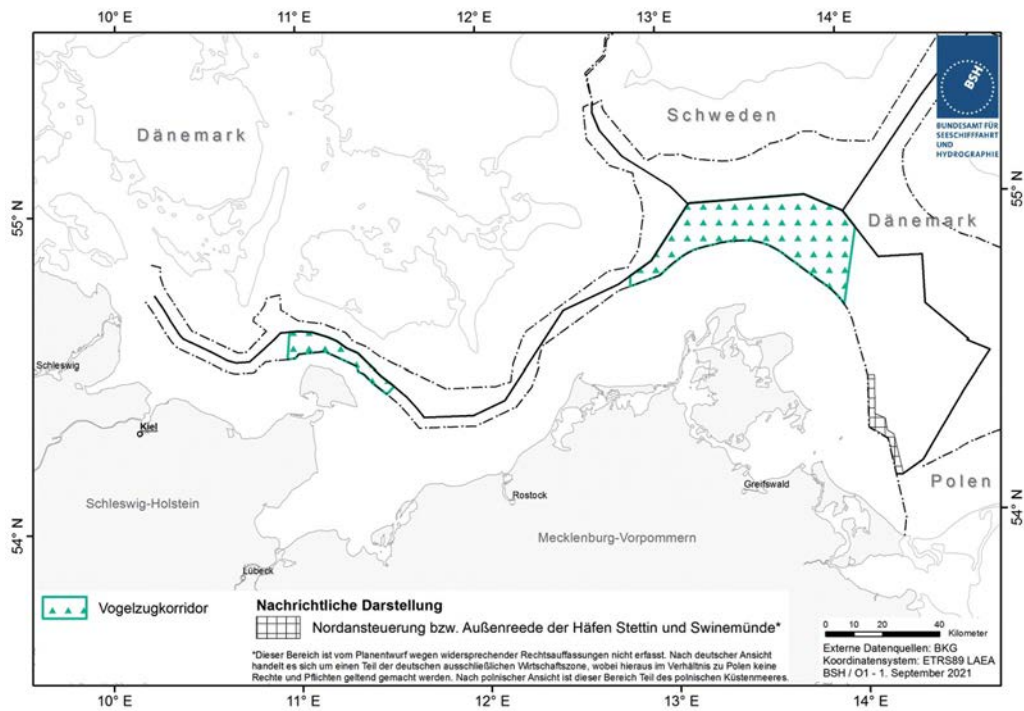 10° E 11° E 12° E 13° E 14° E
Dänemark
Schweden
BSH
BUNDESAMT FÜR
SEESCHIFFFAHRT
UND
HYDROGRAPHIE
55° N
55° N
Dänemark
Schleswig
Kiel
Schleswig-Holstein
Rostock
Greifswald
Polen
54° N
54° N
Mecklenburg-Vorpommern
Lübeck
Vogelzugkorridor
Nachrichtliche Darstellung
Nordansteuerung bzw. Außenreede der Häfen Stettin und Swinemünde*
*Dieser Bereich ist vom Planentwurf wegen widersprechender Rechtsauffassungen nicht erfasst. Nach deutscher Ansicht
handelt es sich um einen Teil der deutschen ausschließlichen Wirtschaftszone, wobei hieraus im Verhältnis zu Polen keine
Rechte und Pflichten geltend gemacht werden. Nach polnischer Ansicht ist dieser Bereich Teil des polnischen Küstenmeeres.
0 10 20 40
Kilometer
Externe Datenquellen: BKG
Koordinatensystem: ETRS89 LAEA
BSH / O1 - 1. September 2021
10° E 11° E 12° E 13° E 14° E